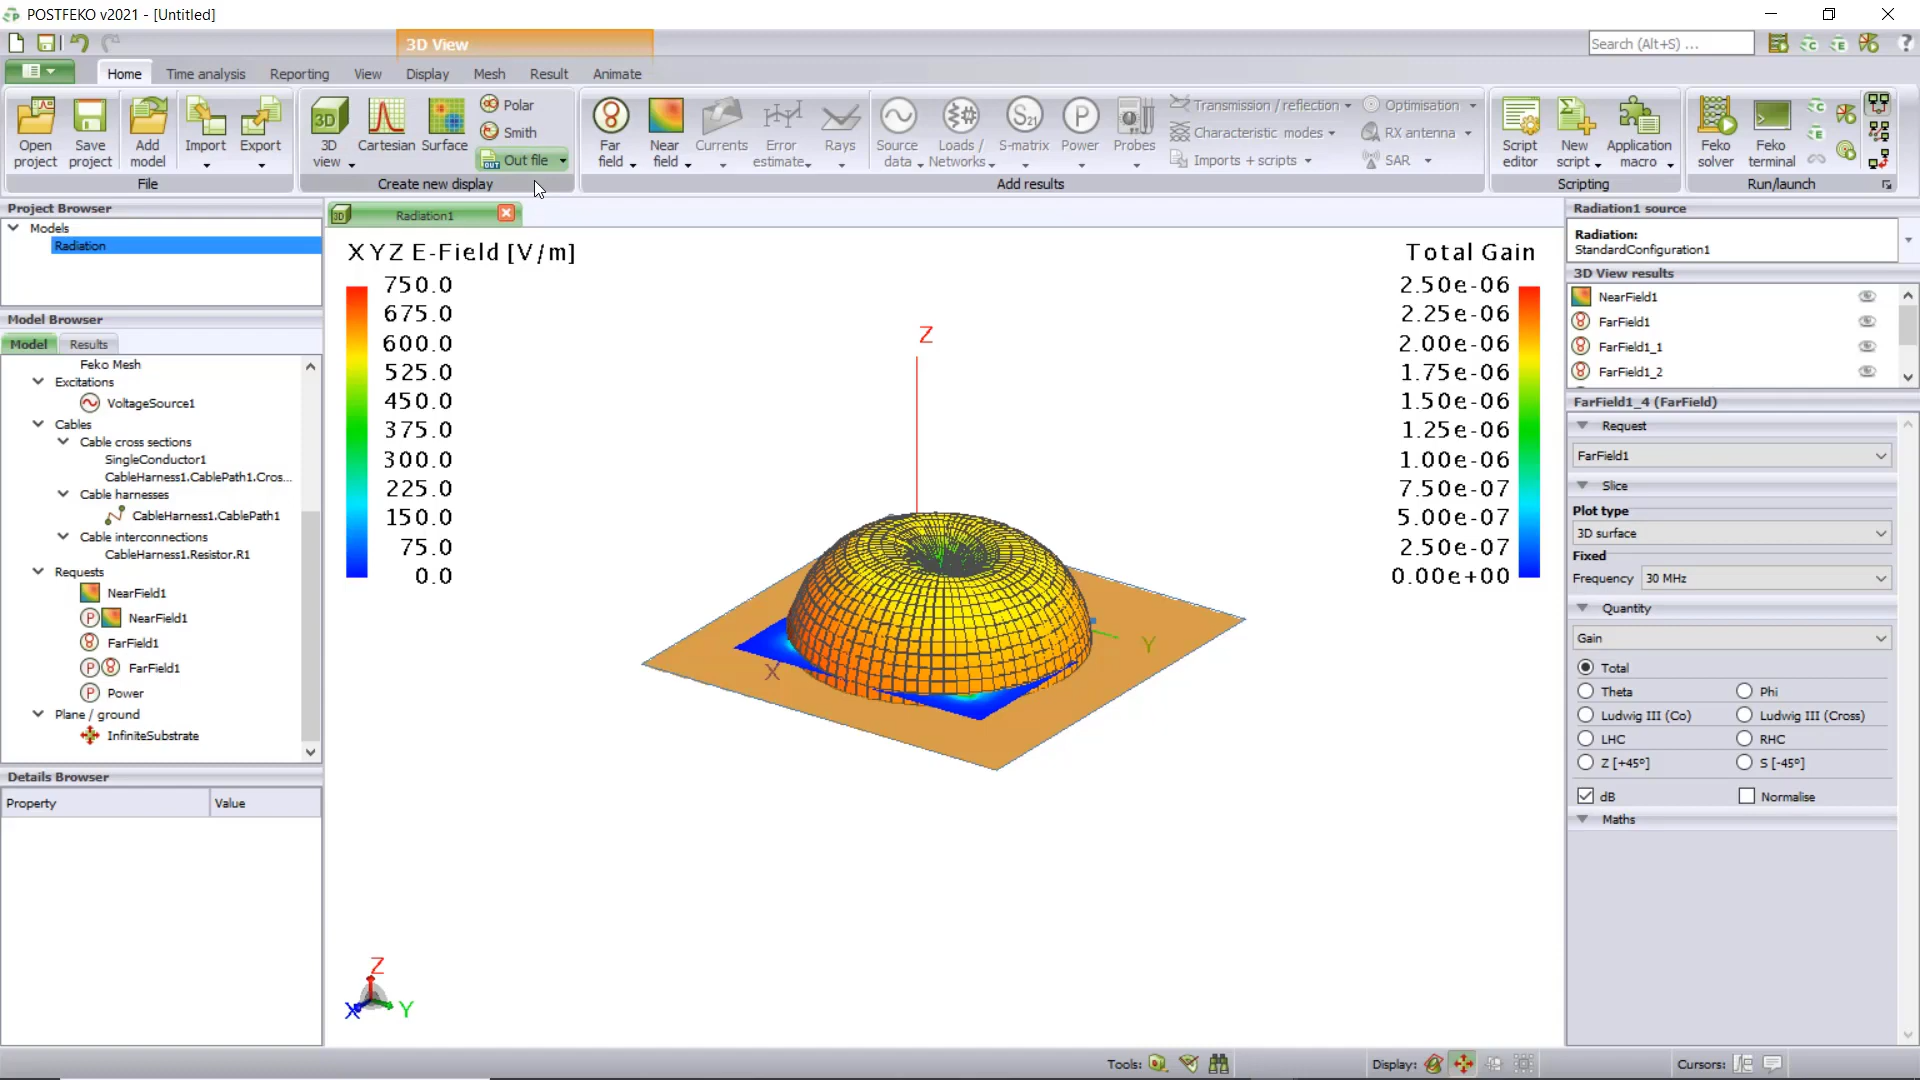 POSTFEKO v2021 - [Untitled]
3D View
Search (Alt+S) ...
Home
Time analysis
Reporting
View
Display
Mesh
Result
Animate
Open project
Save project
Add model
Import
Export
File
3D view
Cartesian
Surface
Polar
Smith
Out file
Create new display
Far field
Near field
Currents
Error estimate
Rays
Source data
Loads / Networks
S-matrix
Power
Probes
Transmission / reflection
Characteristic modes
Imports + scripts
Optimisation
RX antenna
SAR
Add results
Script editor
New script
Application macro
Scripting
Feko solver
Feko terminal
Run/launch
Project Browser
Models
Radiation
Model Browser
Model
Results
Feko Mesh
Excitations
VoltageSource1
Cables
Cable cross sections
SingleConductor1
CableHarness1.CablePath1.Cros...
Cable harnesses
CableHarness1.CablePath1
Cable interconnections
CableHarness1.Resistor.R1
Requests
NearField1
NearField1
FarField1
FarField1
Power
Plane / ground
InfiniteSubstrate
Details Browser
Property
Value
Radiation1
XYZ E-Field [V/m]
750.0
675.0
600.0
525.0
450.0
375.0
300.0
225.0
150.0
75.0
0.0
Z
X
Y
Z
X
Y
Total Gain
2.50e-06
2.25e-06
2.00e-06
1.75e-06
1.50e-06
1.25e-06
1.00e-06
7.50e-07
5.00e-07
2.50e-07
0.00e+00
Radiation1 source
Radiation:
StandardConfiguration1
3D View results
NearField1
FarField1
FarField1_1
FarField1_2
FarField1_4 (FarField)
Request
FarField1
Slice
Plot type
3D surface
Fixed
Frequency 30 MHz
Quantity
Gain
Total
Theta
Phi
Ludwig III (Co)
Ludwig III (Cross)
LHC
RHC
Z [+45º]
S [-45º]
dB
Normalise
Maths
Tools:
Display:
Cursors: